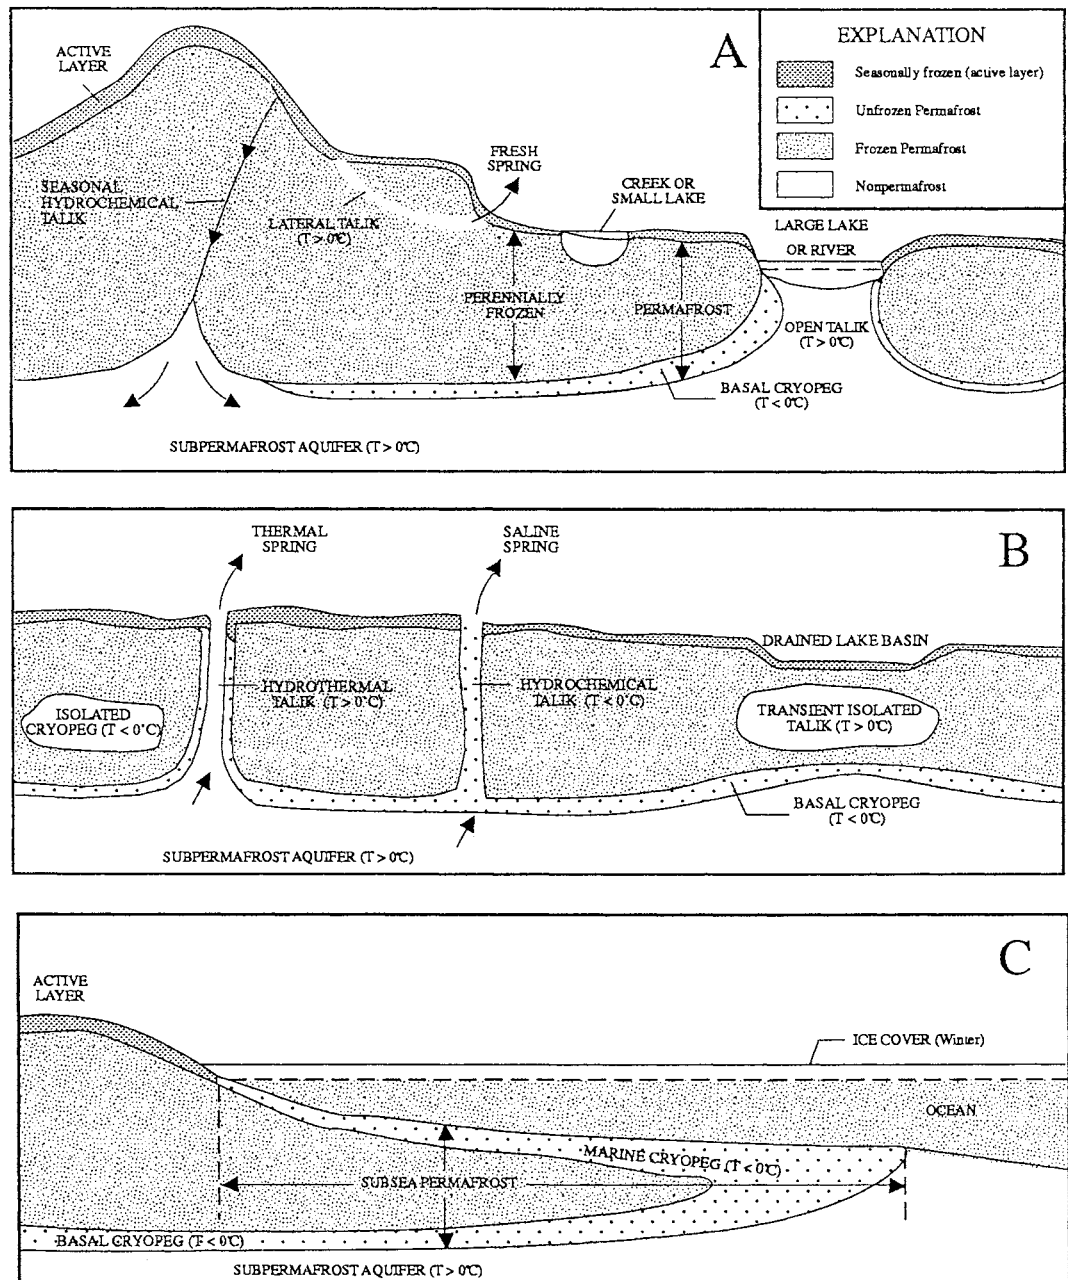 A
EXPLANATION
Seasonally frozen (active layer)
Unfrozen Permafrost
Frozen Permafrost
Nonpermafrost
ACTIVE
LAYER
SEASONAL
HYDROCHEMICAL
TALIK
LATERAL TALIK
(T > 0°C)
FRESH
SPRING
CREEK OR
SMALL LAKE
LARGE LAKE
OR RIVER
PERENNIALLY
FROZEN
PERMAFROST
OPEN TALIK
(T > 0°C)
BASAL CRYOPEG
(T < 0°C)
SUBPERMAFROST AQUIFER (T > 0°C)
B
THERMAL
SPRING
SALINE
SPRING
DRAINED LAKE BASIN
ISOLATED
CRYOPEG (T < 0°C)
HYDROTHERMAL
TALIK (T > 0°C)
HYDROCHEMICAL
TALIK (T < 0°C)
TRANSIENT ISOLATED
TALIK (T > 0°C)
BASAL CRYOPEG
(T < 0°C)
SUBPERMAFROST AQUIFER (T > 0°C)
C
ACTIVE
LAYER
ICE COVER (Winter)
OCEAN
MARINE CRYOPEG (T < 0°C)
SUBSEA PERMAFROST
BASAL CRYOPEG (T < 0°C)
SUBPERMAFROST AQUIFER (T > 0°C)